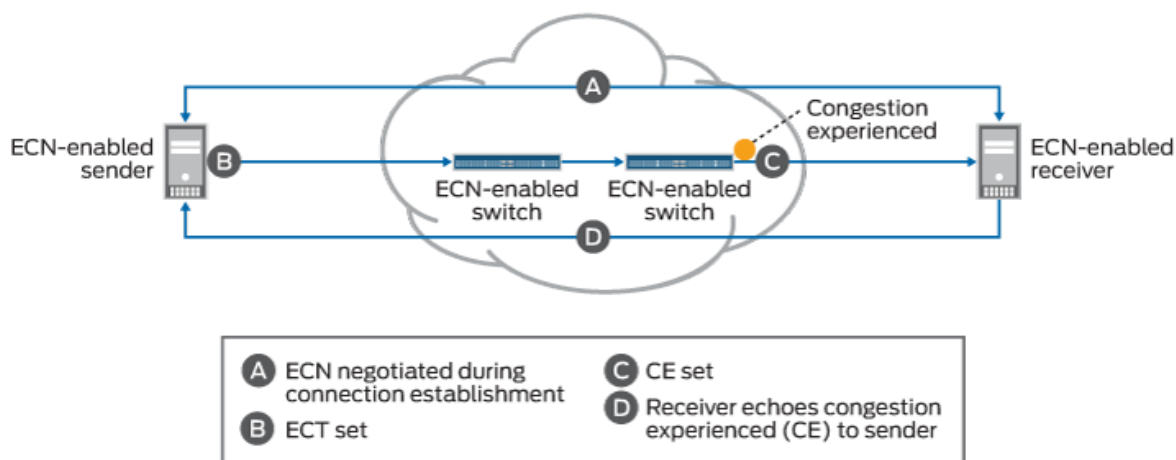 A
Congestion
experienced
ECN-enabled
sender
B
C
ECN-enabled
receiver
ECN-enabled
switch
ECN-enabled
switch
D
A ECN negotiated during
connection establishment
B ECT set
C CE set
D Receiver echoes congestion
experienced (CE) to sender